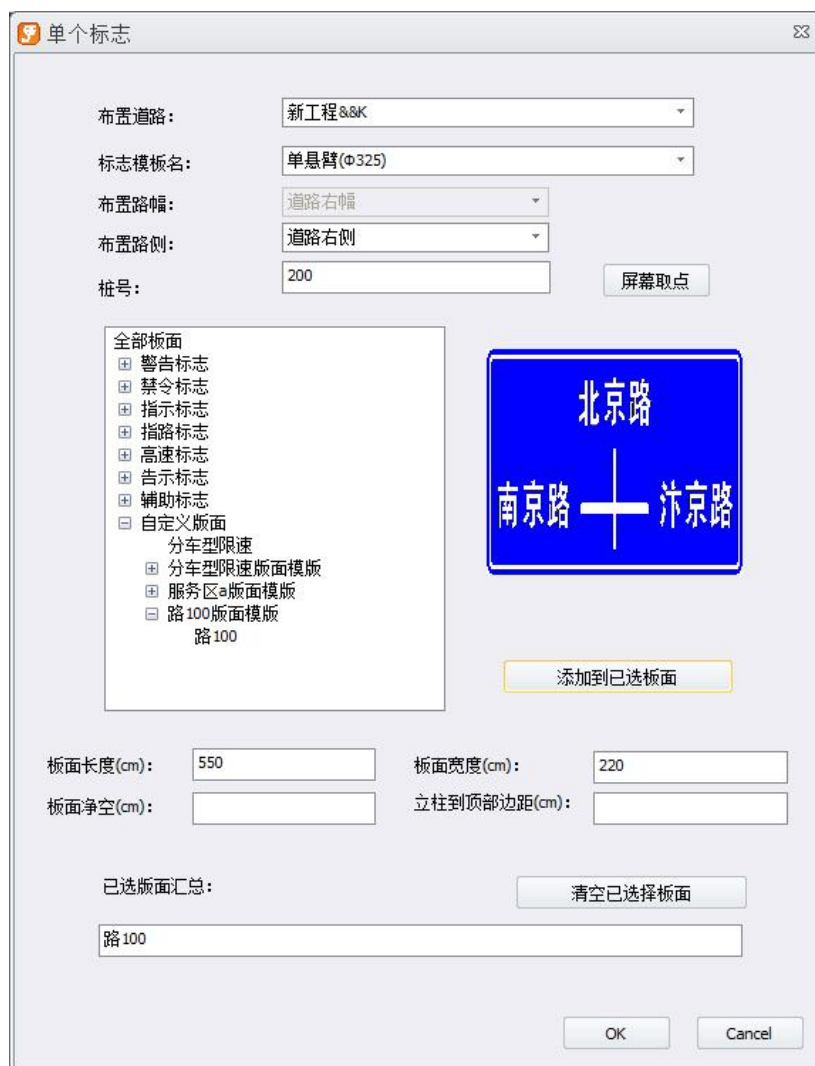 单个标志
布置道路：
新工程&&K
标志模板名：
单悬臂(Φ325)
布置路幅：
道路右幅
布置路侧：
道路右侧
桩号：
200
屏幕取点
全部板面
警告标志
禁令标志
指示标志
指路标志
高速标志
告示标志
辅助标志
自定义版面
分车型限速
分车型限速版面模版
服务区a版面模版
路100版面模版
路100
北京路
南京路
汴京路
添加到已选板面
板面长度(cm)：
550
板面宽度(cm)：
220
板面净空(cm)：
立柱到顶部边距(cm)：
已选版面汇总：
清空已选择板面
路100
OK
Cancel